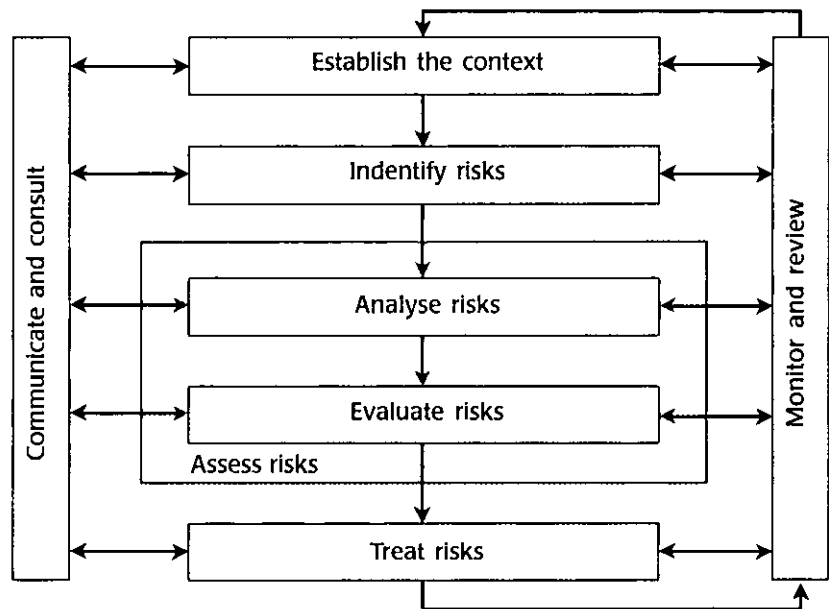 Establish the context
Indentify risks
Analyse risks
Evaluate risks
Assess risks
Treat risks
Communicate and consult
Monitor and review